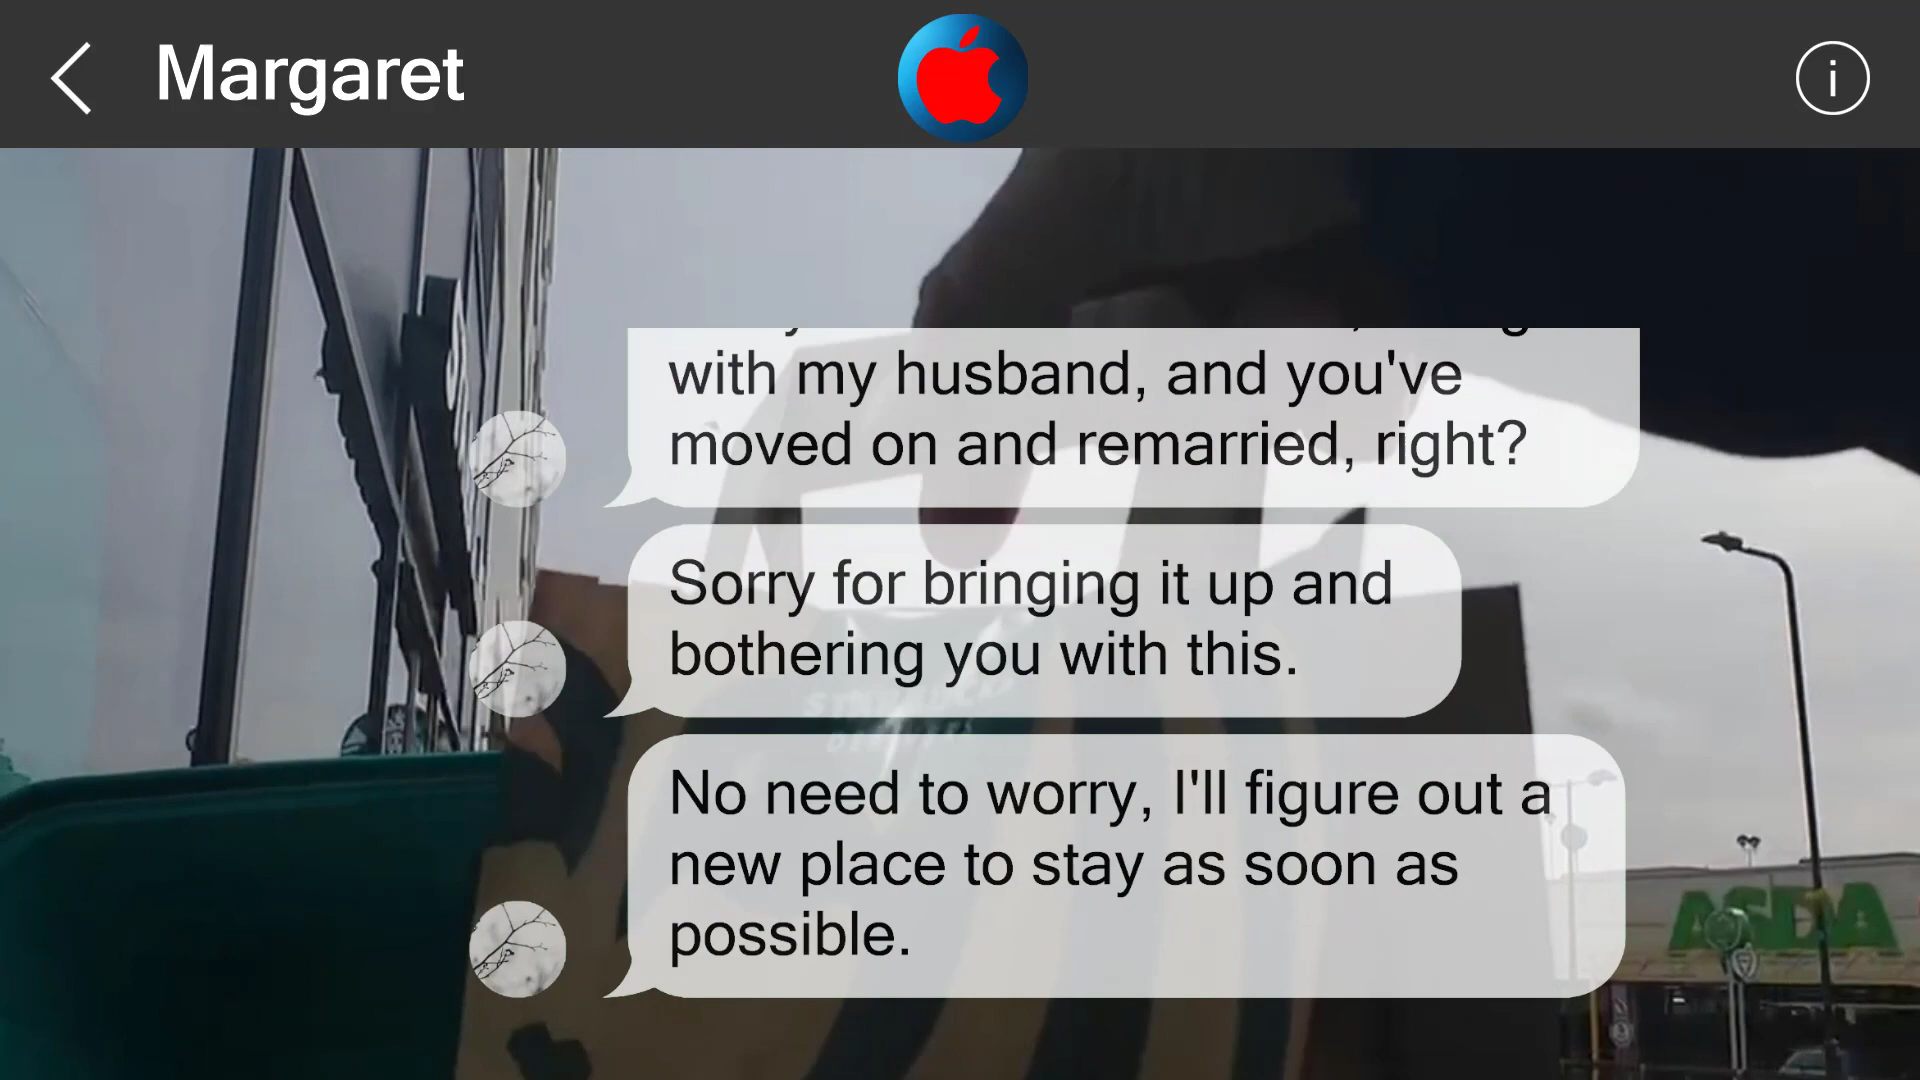 Margaret
i
with my husband, and you've
moved on and remarried, right?
Sorry for bringing it up and
bothering you with this.
STARBUCKS
No need to worry, I'll figure out a
new place to stay as soon as
possible.
ASDA